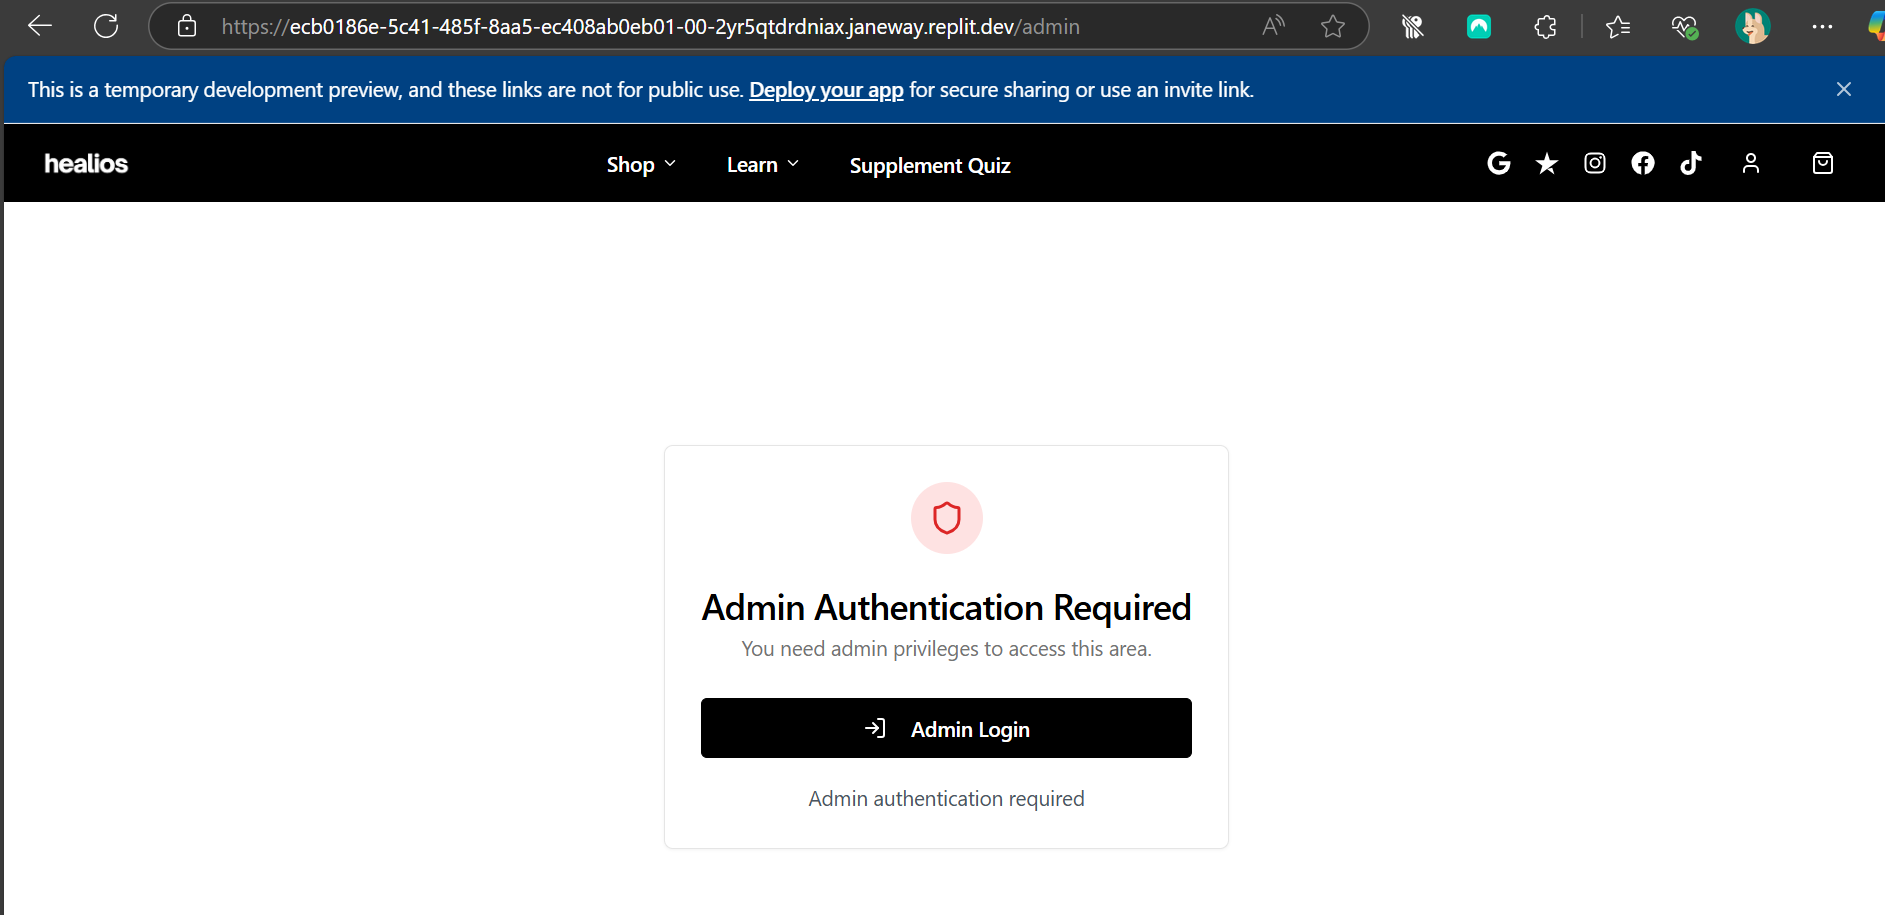 https://ecb0186e-5c41-485f-8aa5-ec408ab0eb01-00-2yr5qtdrdniax.janeway.replit.dev/admin
This is a temporary development preview, and these links are not for public use. Deploy your app for secure sharing or use an invite link.
healios
Shop
Learn
Supplement Quiz
Admin Authentication Required
You need admin privileges to access this area.
Admin Login
Admin authentication required